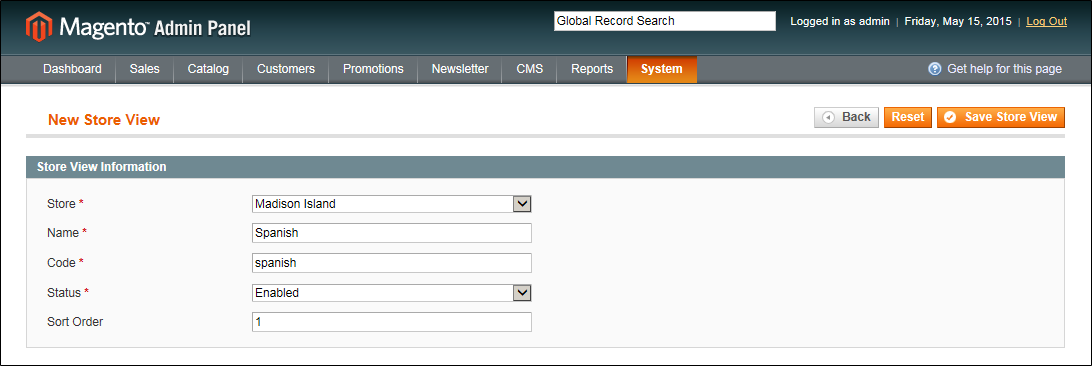 Magento™ Admin Panel
Global Record Search
Logged in as admin | Friday, May 15, 2015 | Log Out
Dashboard Sales Catalog Customers Promotions Newsletter CMS Reports System
Get help for this page
New Store View
Back Reset Save Store View
Store View Information
Store * Madison Island
Name * Spanish
Code * spanish
Status * Enabled
Sort Order 1